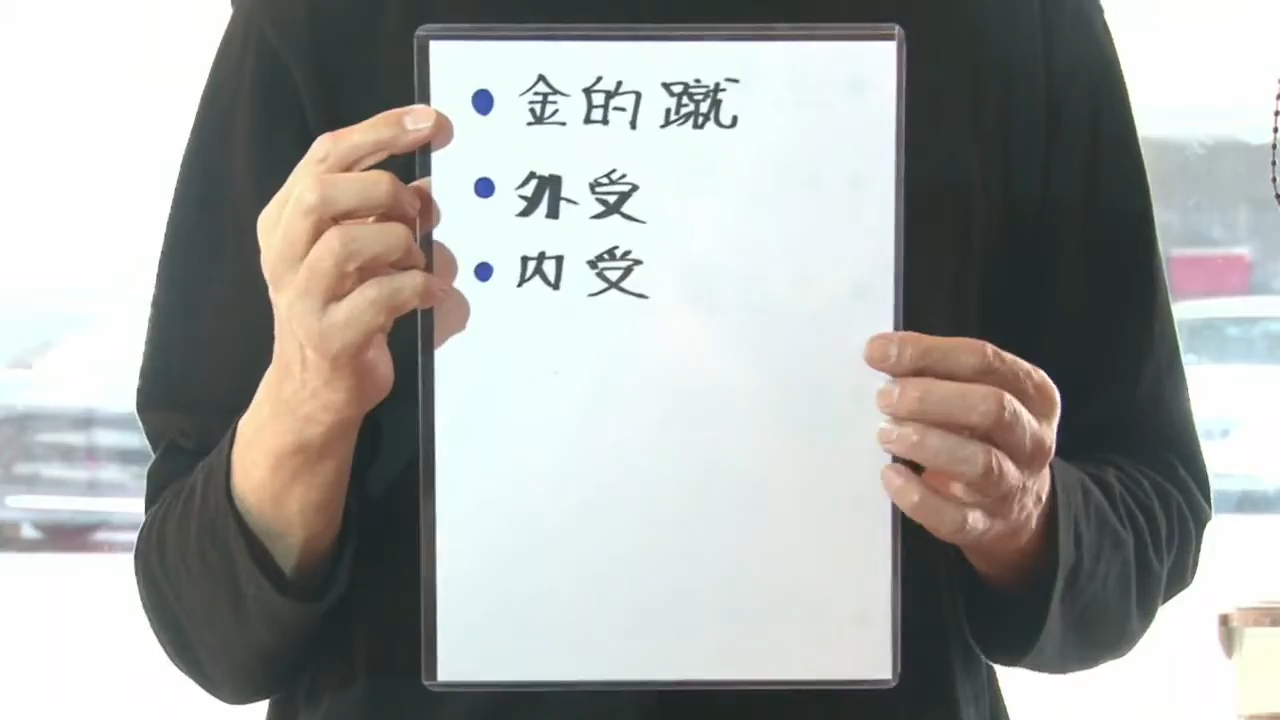 • 金的蹴
• 外受
• 内受